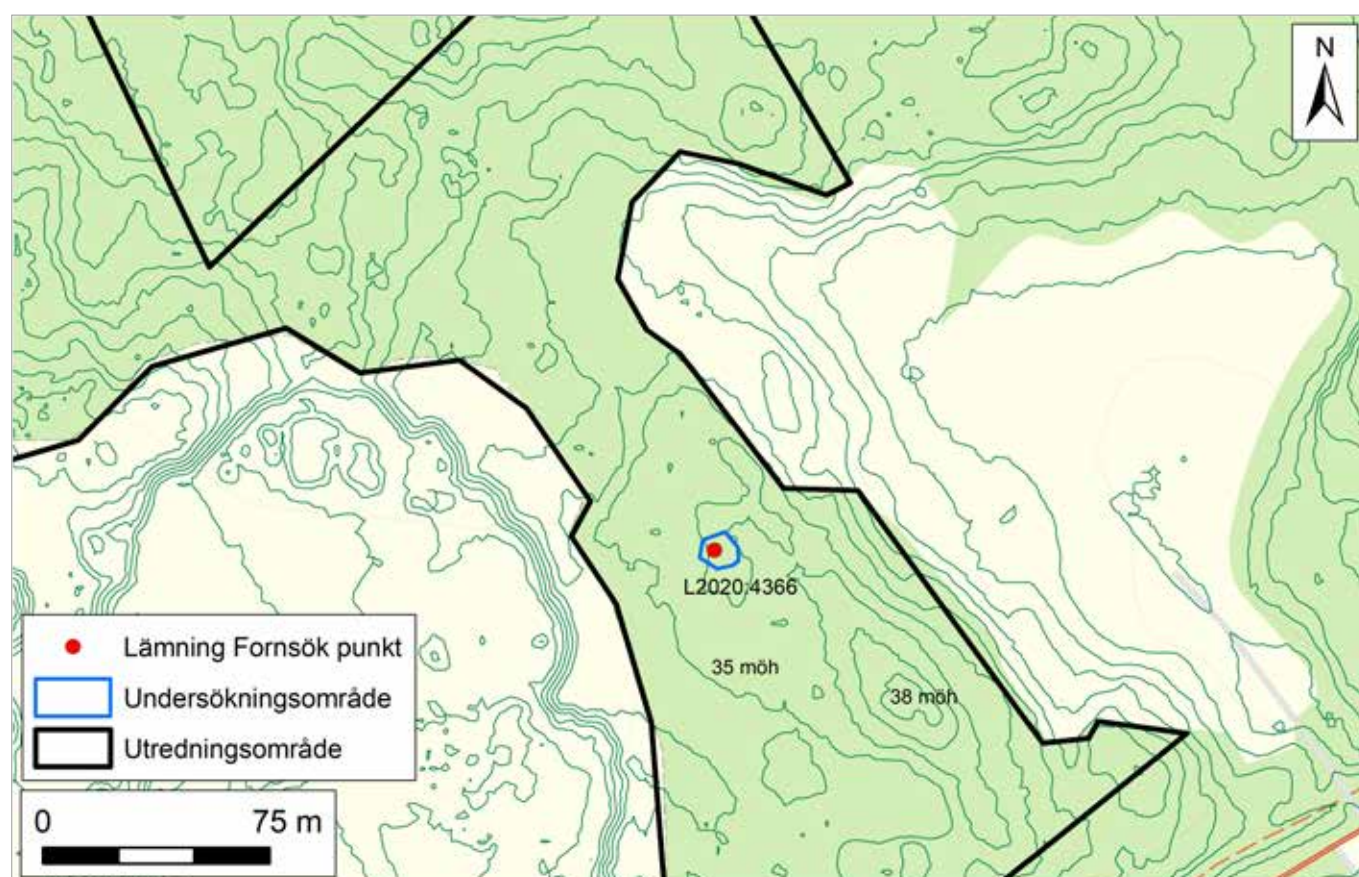 N
L2020:4366
35 möh
38 möh
Lämning Fornsök punkt
Undersökningsområde
Utredningsområde
0 75 m